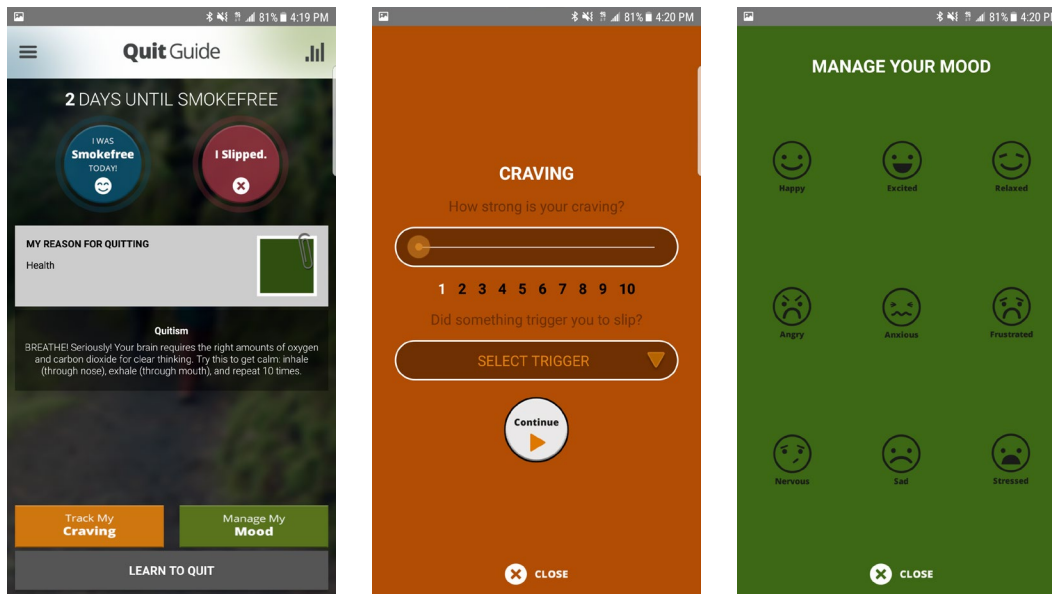 81% 4:19 PM
Quit Guide
2 DAYS UNTIL SMOKEFREE
I WAS
Smokefree
TODAY!
I Slipped.
MY REASON FOR QUITTING
Health
Quitism
BREATHE! Seriously! Your brain requires the right amounts of oxygen
and carbon dioxide for clear thinking. Try this to get calm: inhale
(through nose), exhale (through mouth), and repeat 10 times.
Track My
Craving
Manage My
Mood
LEARN TO QUIT
81% 4:20 PM
CRAVING
How strong is your craving?
1 2 3 4 5 6 7 8 9 10
Did something trigger you to slip?
SELECT TRIGGER
Continue
CLOSE
81% 4:20 PM
MANAGE YOUR MOOD
Happy Excited Relaxed
Angry Anxious Frustrated
Nervous Sad Stressed
CLOSE